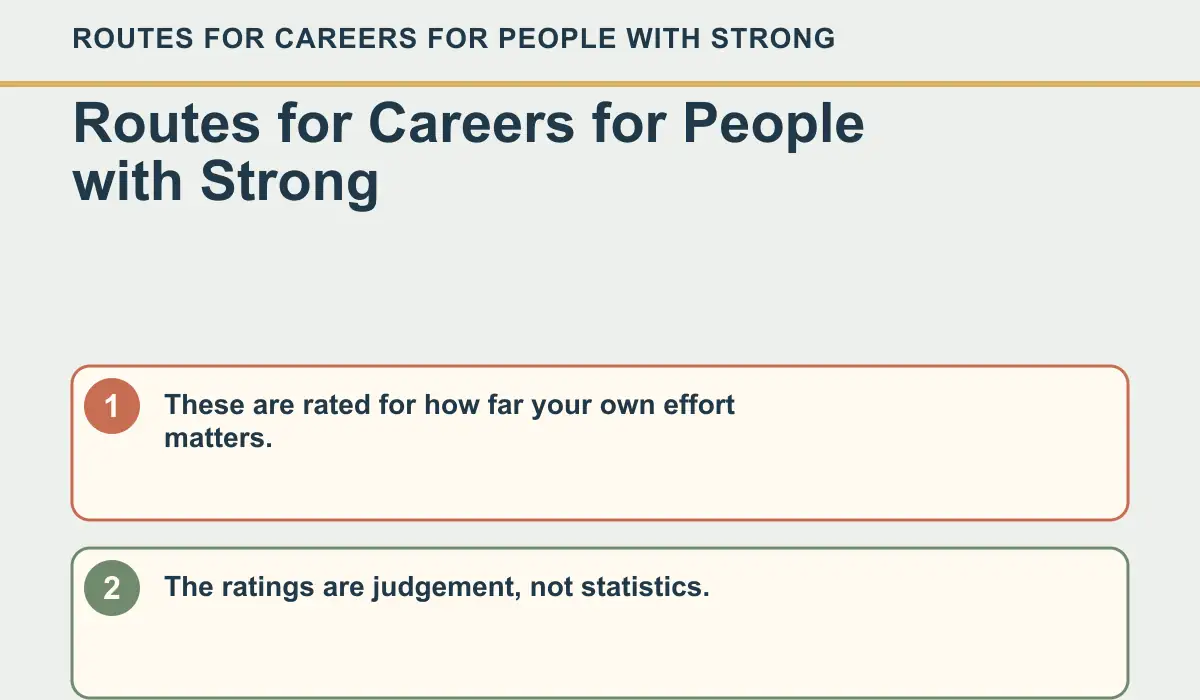 ROUTES FOR CAREERS FOR PEOPLE WITH STRONG
Routes for Careers for People
with Strong
1
These are rated for how far your own effort
matters.
2
The ratings are judgement, not statistics.